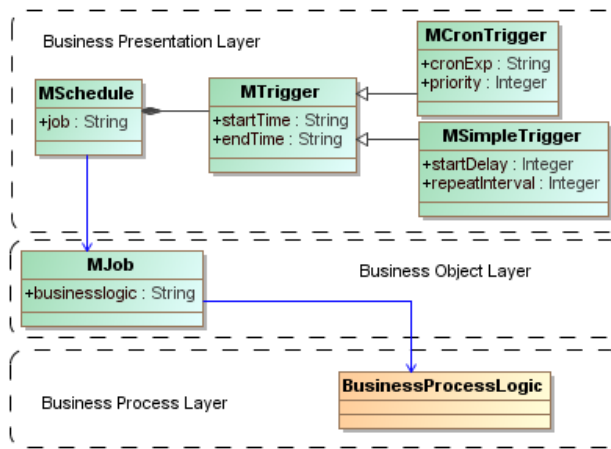 Business Presentation Layer
MCronTrigger
+cronExp : String
+priority : Integer
MSchedule
+job : String
MTrigger
+startTime : String
+endTime : String
MSimpleTrigger
+startDelay : Integer
+repeatInterval : Integer
MJob
+businesslogic : String
Business Object Layer
BusinessProcessLogic
Business Process Layer